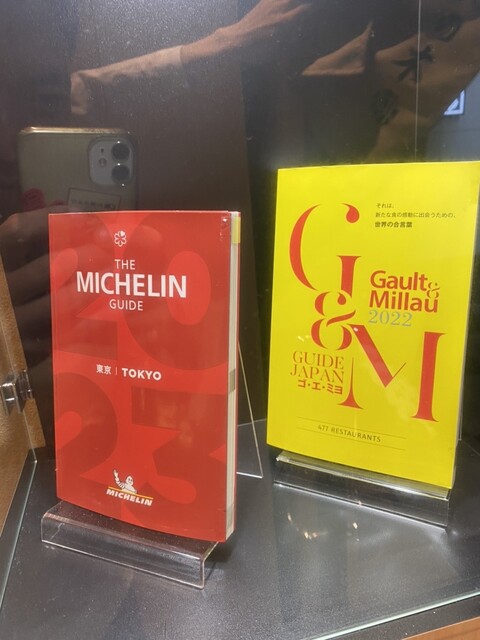 THE
MICHELIN
GUIDE
東京 | TOKYO
2023
MICHELIN
それは、
新たな食の感動に出会うための、
世界の合言葉
G&M
Gault&
Millau
2022
GUIDE
JAPAN
ゴ・エ・ミヨ
477 RESTAURANTS